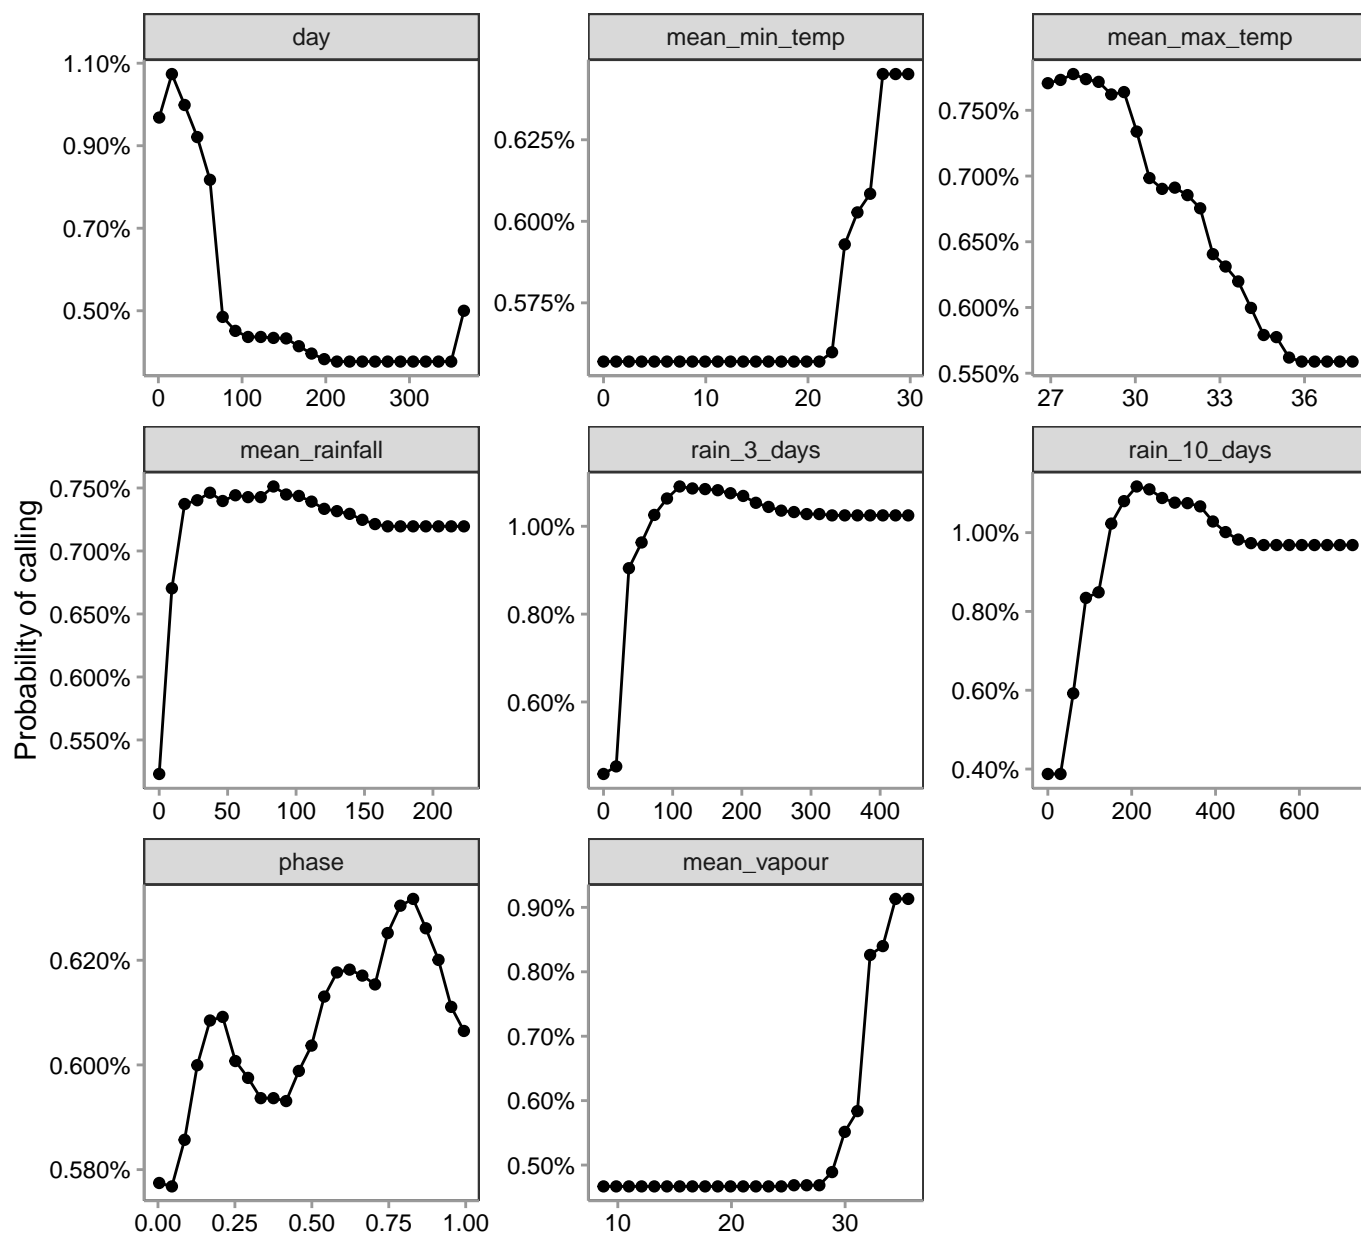 day
mean_min_temp
mean_max_temp
1.10%
0.90%
0.70%
0.50%
0 100 200 300
0.625%
0.600%
0.575%
0 10 20 30
0.750%
0.700%
0.650%
0.600%
0.550%
27 30 33 36
mean_rainfall
rain_3_days
rain_10_days
Probability of calling
0.750%
0.700%
0.650%
0.600%
0.550%
0 50 100 150 200
1.00%
0.80%
0.60%
0 100 200 300 400
1.00%
0.80%
0.60%
0.40%
0 200 400 600
phase
mean_vapour
0.620%
0.600%
0.580%
0.00 0.25 0.50 0.75 1.00
0.90%
0.80%
0.70%
0.60%
0.50%
10 20 30